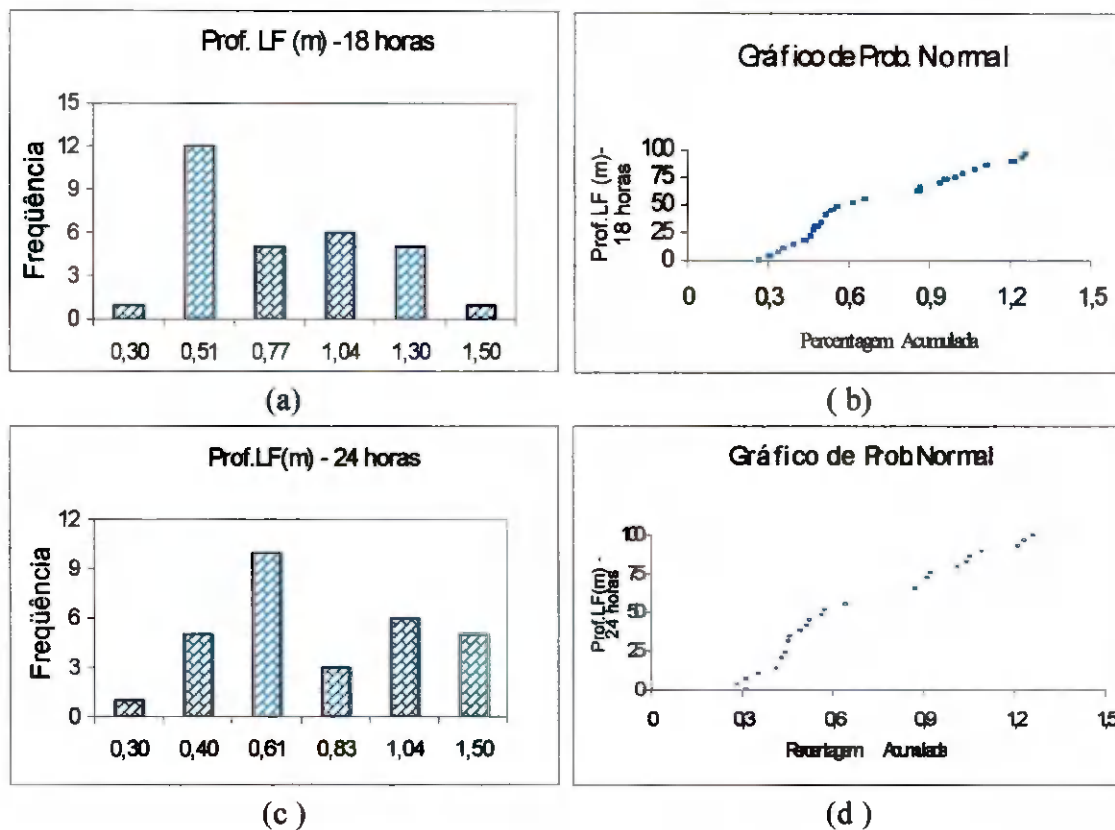 Prof. LF (m) -18 horas
Freqüência
15
12
9
6
3
0
0,30 0,51 0,77 1,04 1,30 1,50
(a)
Gráfico de Prob. Normal
Prof.LF (m)-
18 horas
100
75
50
25
0
0 0,3 0,6 0,9 1,2 1,5
Percentagem Acumulada
( b)
Prof.LF(m) - 24 horas
Freqüência
12
9
6
3
0
0,30 0,40 0,61 0,83 1,04 1,50
(c )
Gráfico de Prob.Normal
Prof.LF(m) -
24 horas
100
75
50
25
0
0 0,3 0,6 0,9 1,2 1,5
Percentagem Acumulada
(d )